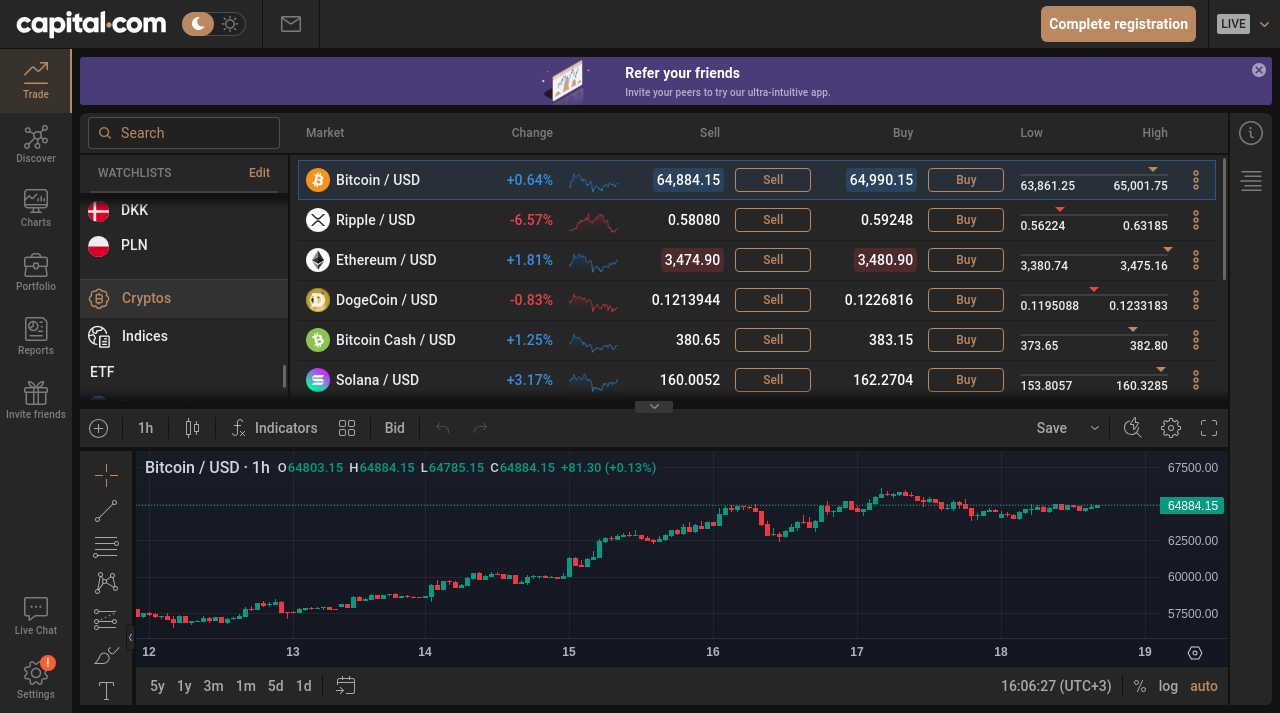 capital.com
Complete registration
LIVE
Trade
Discover
Charts
Portfolio
Reports
Invite friends
Live Chat
!
Settings
Refer your friends
Invite your peers to try our ultra-intuitive app.
Search
WATCHLISTS Edit
DKK
PLN
Cryptos
Indices
ETF
Market Change Sell Buy Low High
Bitcoin / USD +0.64% 64,884.15 Sell 64,990.15 Buy 63,861.25 65,001.75
Ripple / USD -6.57% 0.58080 Sell 0.59248 Buy 0.56224 0.63185
Ethereum / USD +1.81% 3,474.90 Sell 3,480.90 Buy 3,380.74 3,475.16
DogeCoin / USD -0.83% 0.1213944 Sell 0.1226816 Buy 0.1195088 0.1233183
Bitcoin Cash / USD +1.25% 380.65 Sell 383.15 Buy 373.65 382.80
Solana / USD +3.17% 160.0052 Sell 162.2704 Buy 153.8057 160.3285
1h Indicators Bid Save
Bitcoin / USD · 1h O64803.15 H64884.15 L64785.15 C64884.15 +81.30 (+0.13%)
67500.00
64884.15
62500.00
60000.00
57500.00
12 13 14 15 16 17 18 19
5y 1y 3m 1m 5d 1d 16:06:27 (UTC+3) % log auto